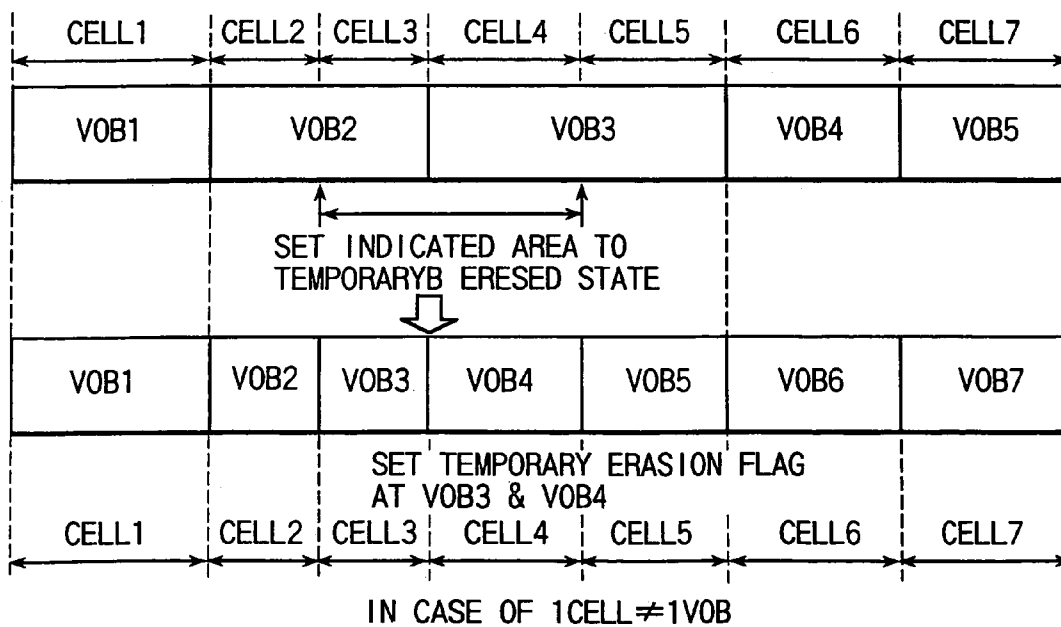 CELL1 CELL2 CELL3 CELL4 CELL5 CELL6 CELL7
VOB1 VOB2 VOB3 VOB4 VOB5
SET INDICATED AREA TO
TEMPORARYB ERESED STATE
VOB1 VOB2 VOB3 VOB4 VOB5 VOB6 VOB7
SET TEMPORARY ERASION FLAG
AT VOB3 & VOB4
CELL1 CELL2 CELL3 CELL4 CELL5 CELL6 CELL7
IN CASE OF 1CELL≠1VOB